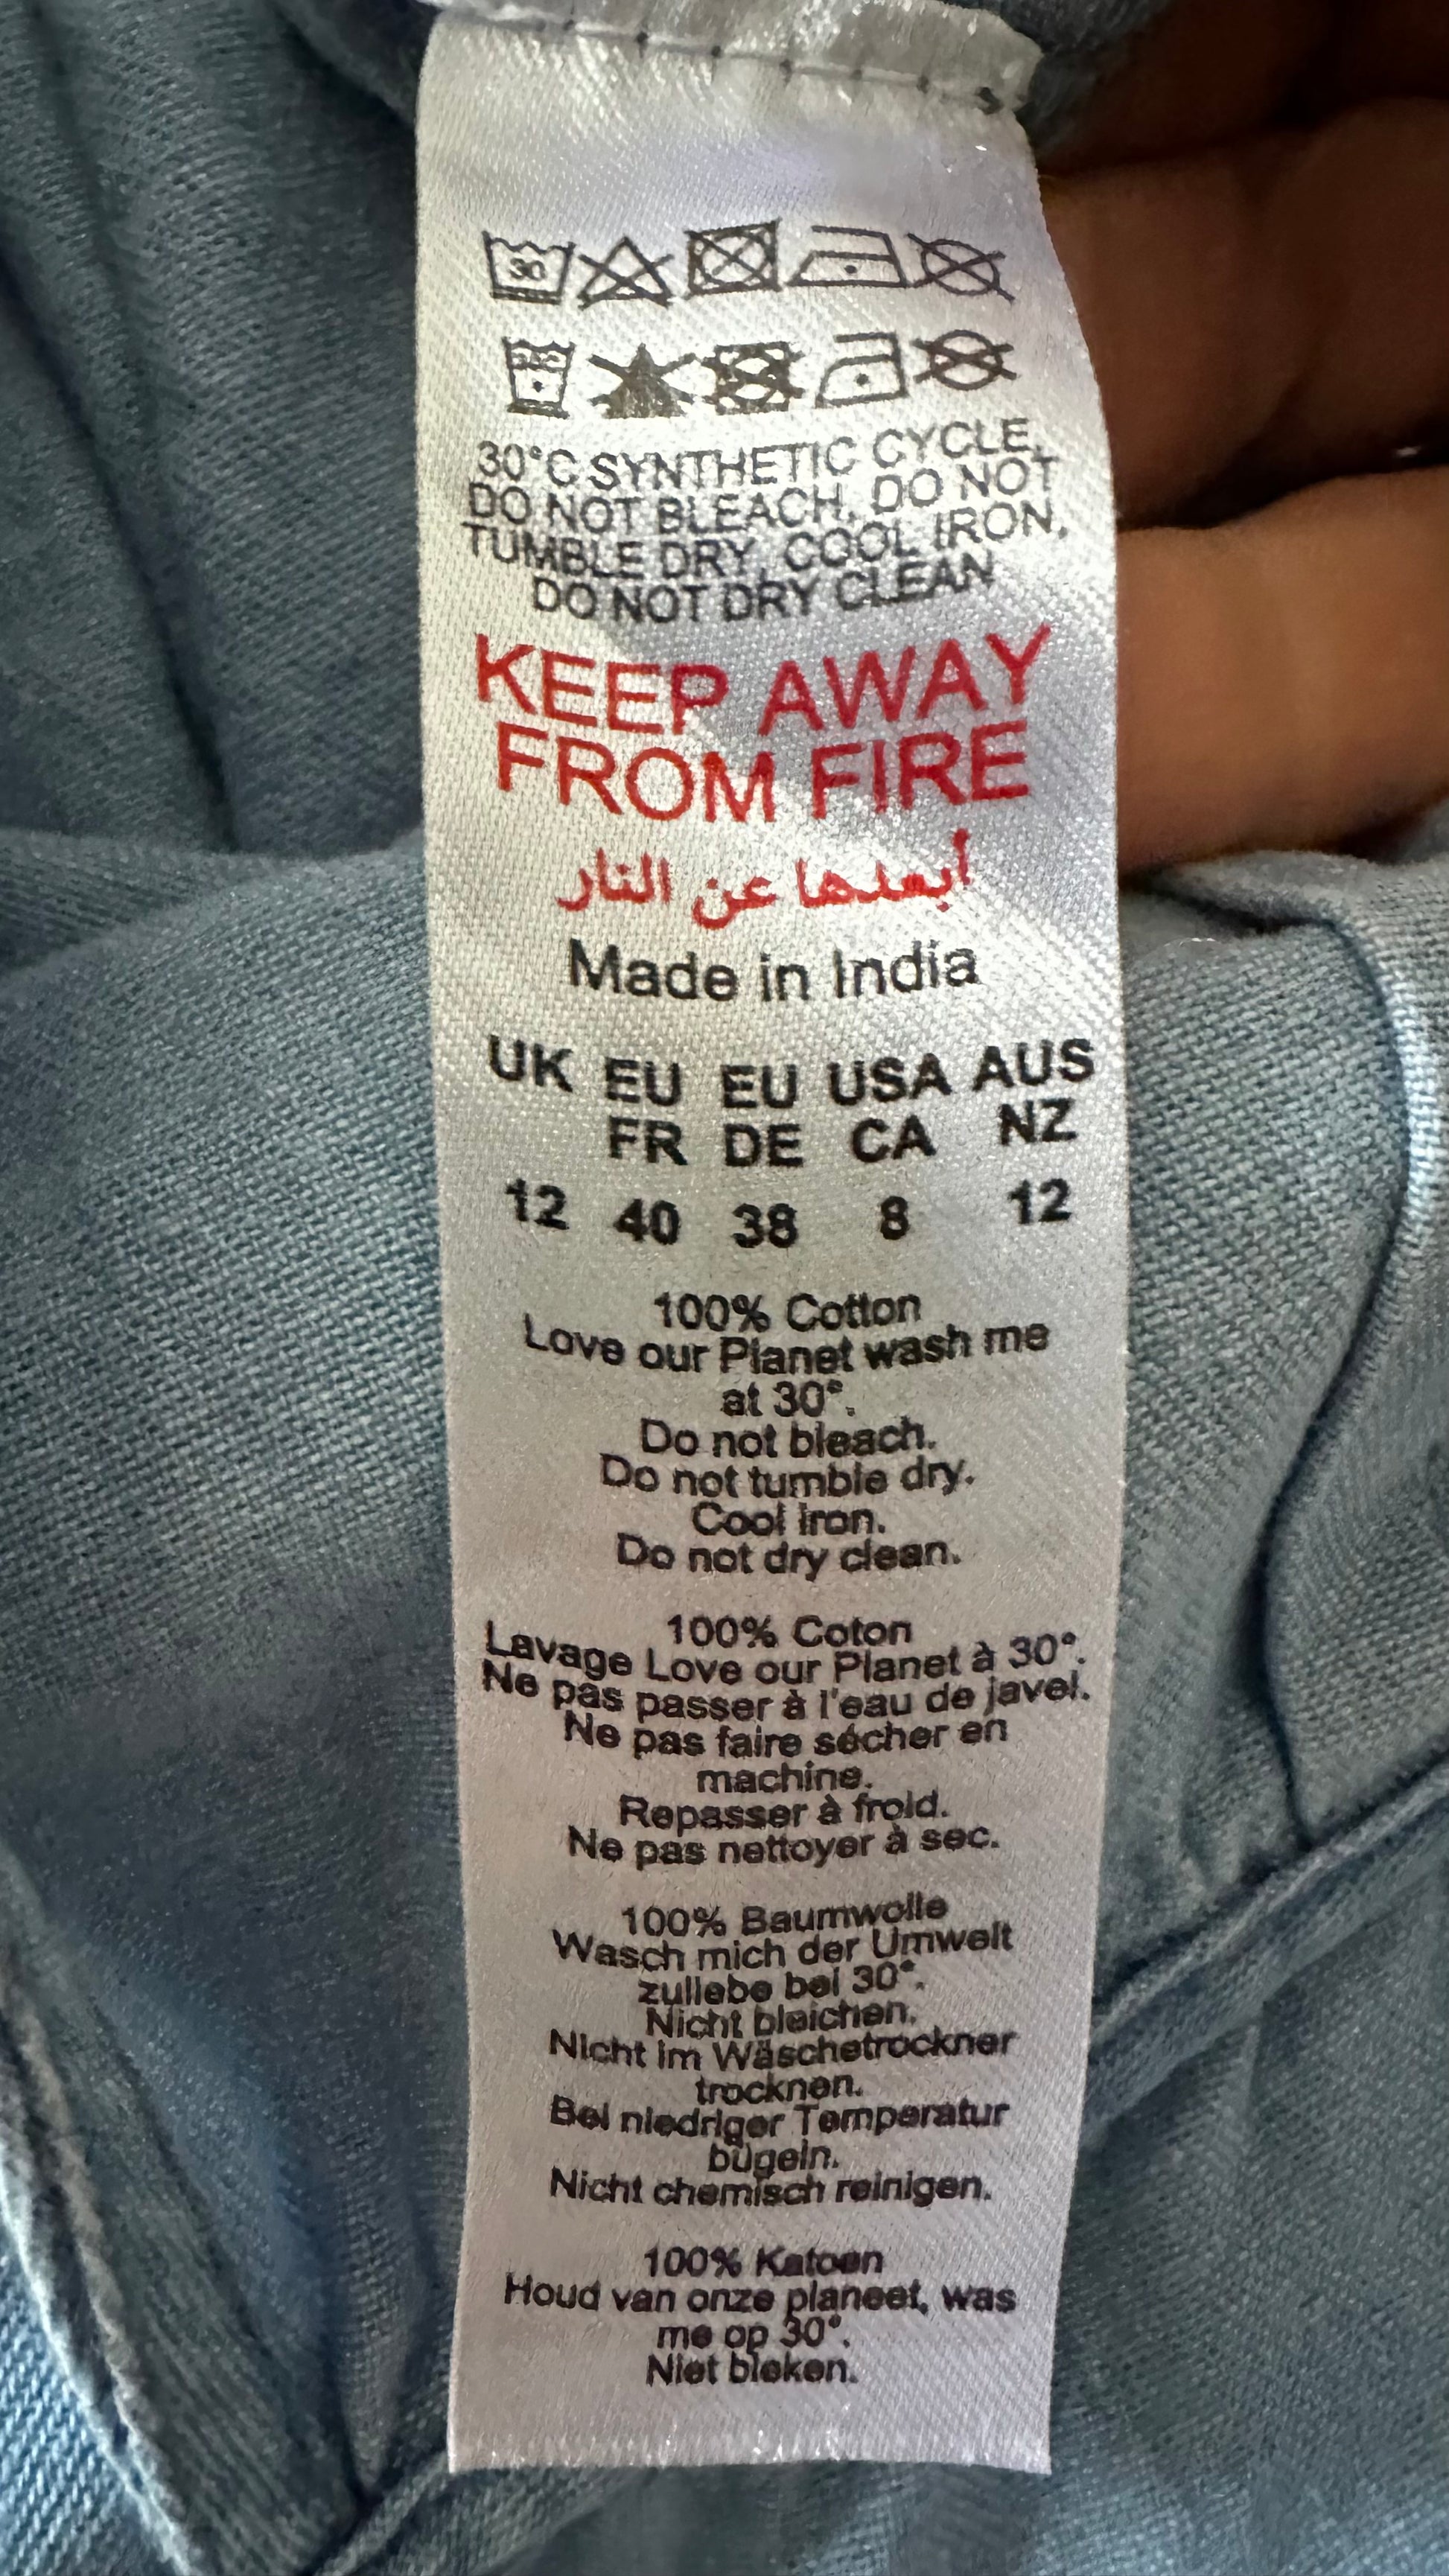 30
30°C SYNTHETIC CYCLE,
DO NOT BLEACH, DO NOT
TUMBLE DRY, COOL IRON,
DO NOT DRY CLEAN
KEEP AWAY
FROM FIRE
أبعدها عن النار
Made in India
UK EU EU USA AUS
FR DE CA NZ
12 40 38 8 12
100% Cotton
Love our Planet wash me
at 30°.
Do not bleach.
Do not tumble dry.
Cool iron.
Do not dry clean.
100% Coton
Lavage Love our Planet à 30°.
Ne pas passer à l'eau de javel.
Ne pas faire sécher en
machine.
Repasser à froid.
Ne pas nettoyer à sec.
100% Baumwolle
Wasch mich der Umwelt
zuliebe bei 30°.
Nicht bleichen.
Nicht im Wäschetrockner
trocknen.
Bei niedriger Temperatur
bügeln.
Nicht chemisch reinigen.
100% Katoen
Houd van onze planeet, was
me op 30°.
Niet bleken.